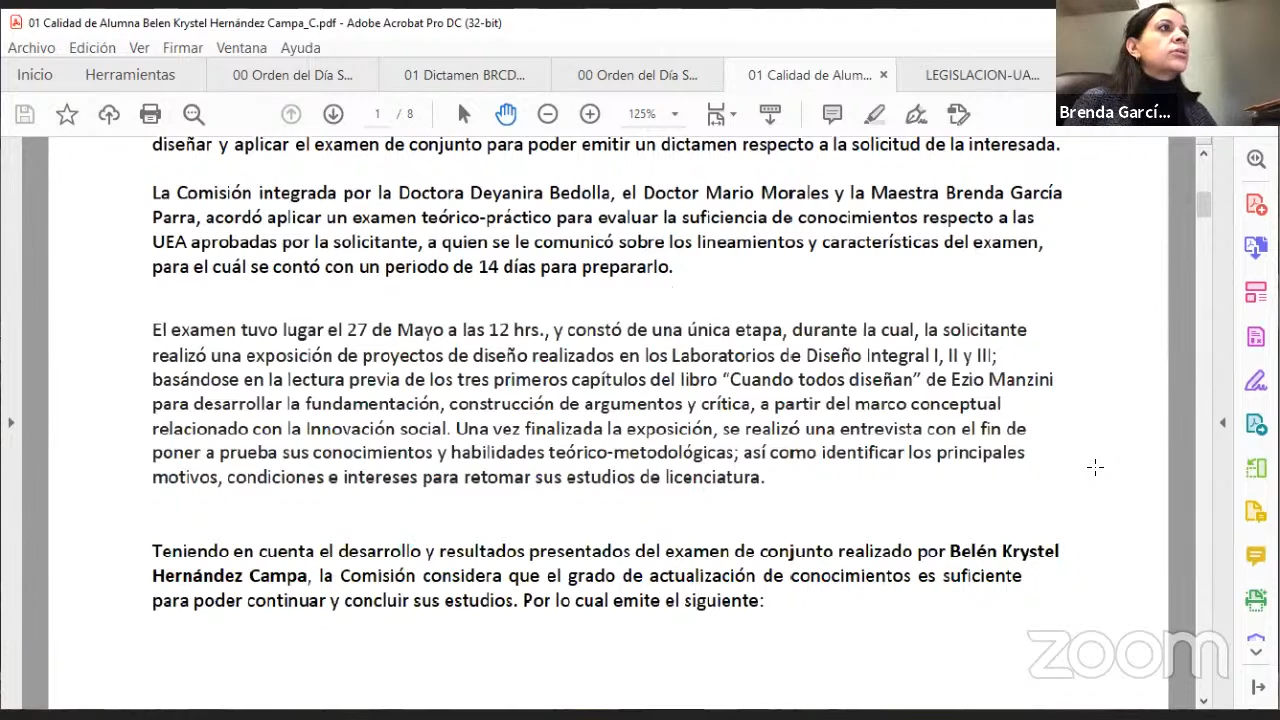 01 Calidad de Alumna Belen Krystel Hernández Campa_C.pdf - Adobe Acrobat Pro DC (32-bit)
Archivo Edición Ver Firmar Ventana Ayuda
Inicio Herramientas 00 Orden del Día S... 01 Dictamen BRCD... 00 Orden del Día S... 01 Calidad de Alum... × LEGISLACION-UA...
1 / 8 125%
Brenda Garcí...
diseñar y aplicar el examen de conjunto para poder emitir un dictamen respecto a la solicitud de la interesada.
La Comisión integrada por la Doctora Deyanira Bedolla, el Doctor Mario Morales y la Maestra Brenda García
Parra, acordó aplicar un examen teórico-práctico para evaluar la suficiencia de conocimientos respecto a las
UEA aprobadas por la solicitante, a quien se le comunicó sobre los lineamientos y características del examen,
para el cuál se contó con un periodo de 14 días para prepararlo.
El examen tuvo lugar el 27 de Mayo a las 12 hrs., y constó de una única etapa, durante la cual, la solicitante
realizó una exposición de proyectos de diseño realizados en los Laboratorios de Diseño Integral I, II y III;
basándose en la lectura previa de los tres primeros capítulos del libro “Cuando todos diseñan” de Ezio Manzini
para desarrollar la fundamentación, construcción de argumentos y crítica, a partir del marco conceptual
relacionado con la Innovación social. Una vez finalizada la exposición, se realizó una entrevista con el fin de
poner a prueba sus conocimientos y habilidades teórico-metodológicas; así como identificar los principales
motivos, condiciones e intereses para retomar sus estudios de licenciatura.
Teniendo en cuenta el desarrollo y resultados presentados del examen de conjunto realizado por Belén Krystel
Hernández Campa, la Comisión considera que el grado de actualización de conocimientos es suficiente
para poder continuar y concluir sus estudios. Por lo cual emite el siguiente:
zoom